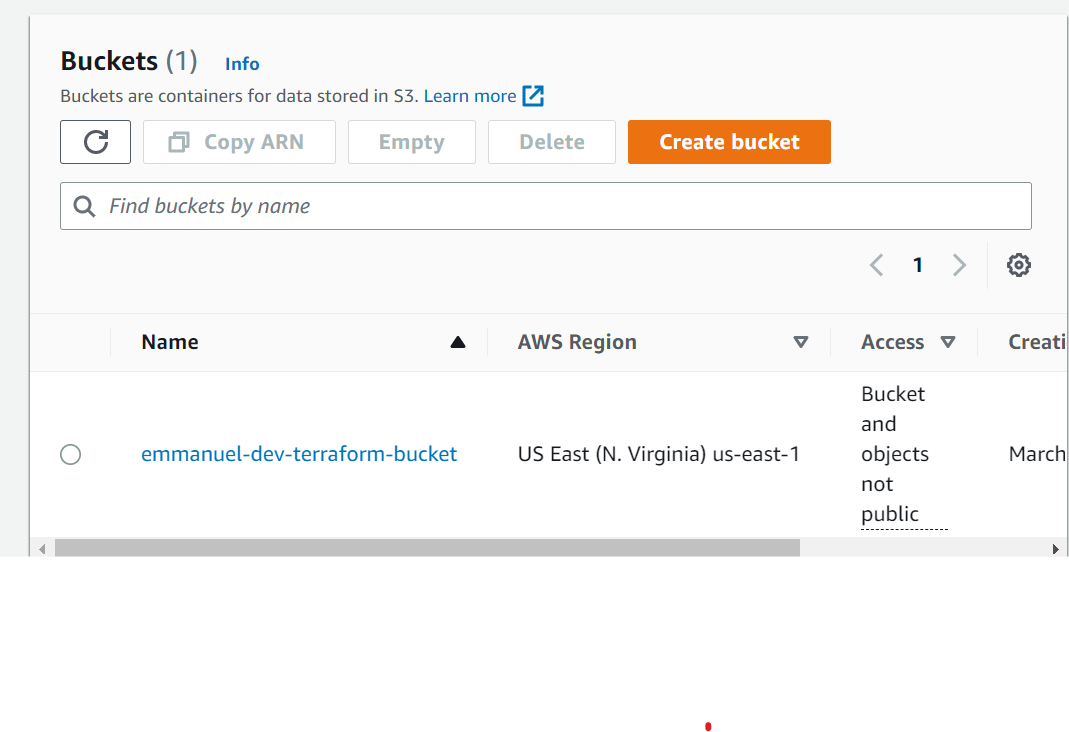 Buckets (1) Info
Buckets are containers for data stored in S3. Learn more
Copy ARN Empty Delete Create bucket
Find buckets by name
1
Name AWS Region Access Creati
emmanuel-dev-terraform-bucket US East (N. Virginia) us-east-1 Bucket
and
objects
not
public March